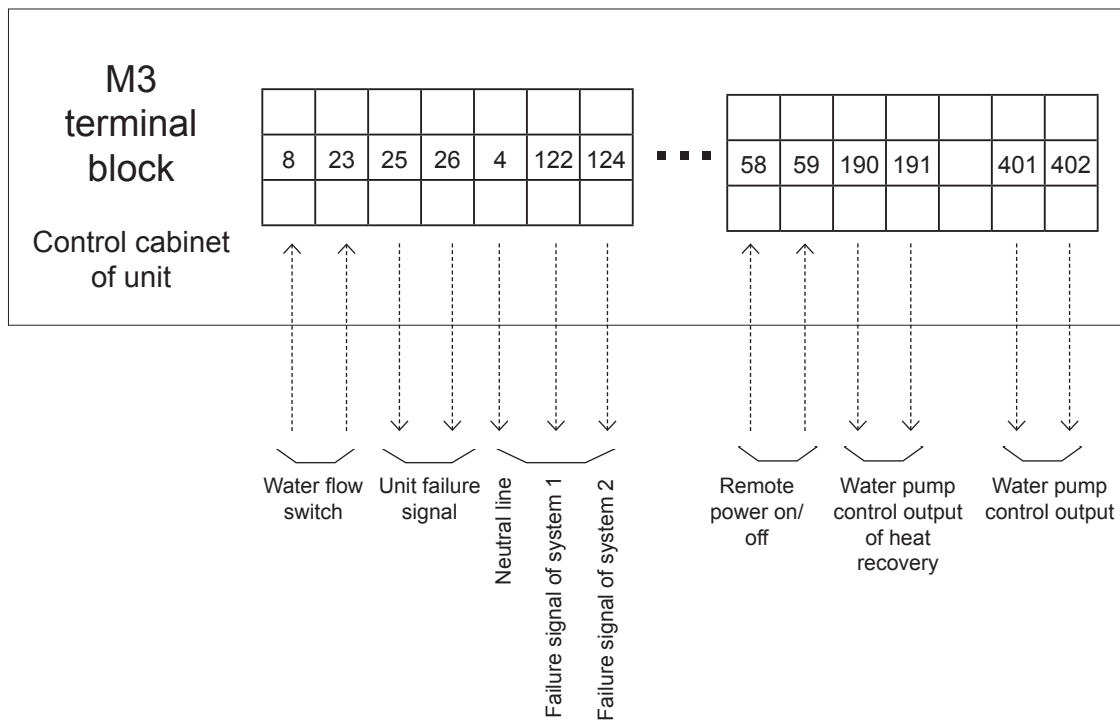 M3
terminal
block
Control cabinet
of unit
8 23 25 26 4 122 124
58 59 190 191 401 402
Water flow
switch
Unit failure
signal
Neutral line
Failure signal of system 1
Failure signal of system 2
Remote
power on/
off
Water pump
control output
of heat
recovery
Water pump
control output